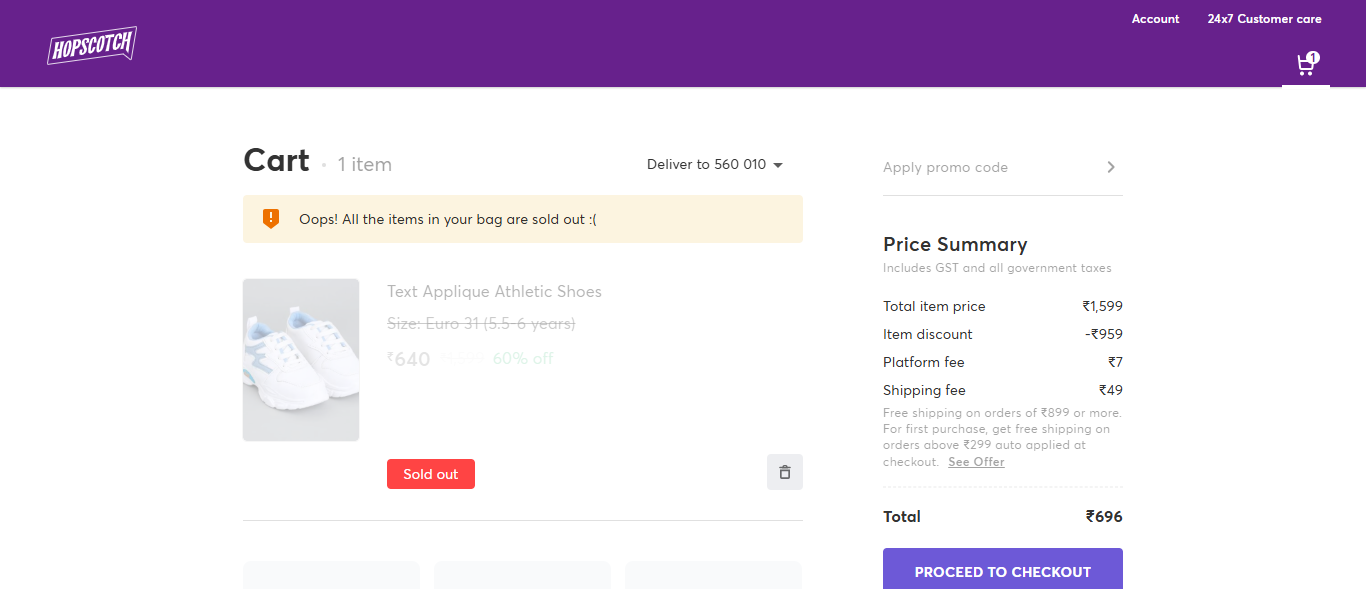 Account 24x7 Customer care
HOPSCOTCH
1
Cart • 1 item
Deliver to 560 010
Oops! All the items in your bag are sold out :(
Text Applique Athletic Shoes
Size: Euro 31 (5.5-6 years)
₹640 60% off
Sold out
Apply promo code
Price Summary
Includes GST and all government taxes
Total item price ₹1,599
Item discount -₹959
Platform fee ₹7
Shipping fee ₹49
Free shipping on orders of ₹899 or more.
For first purchase, get free shipping on
orders above ₹299 auto applied at
checkout. See Offer
Total ₹696
PROCEED TO CHECKOUT